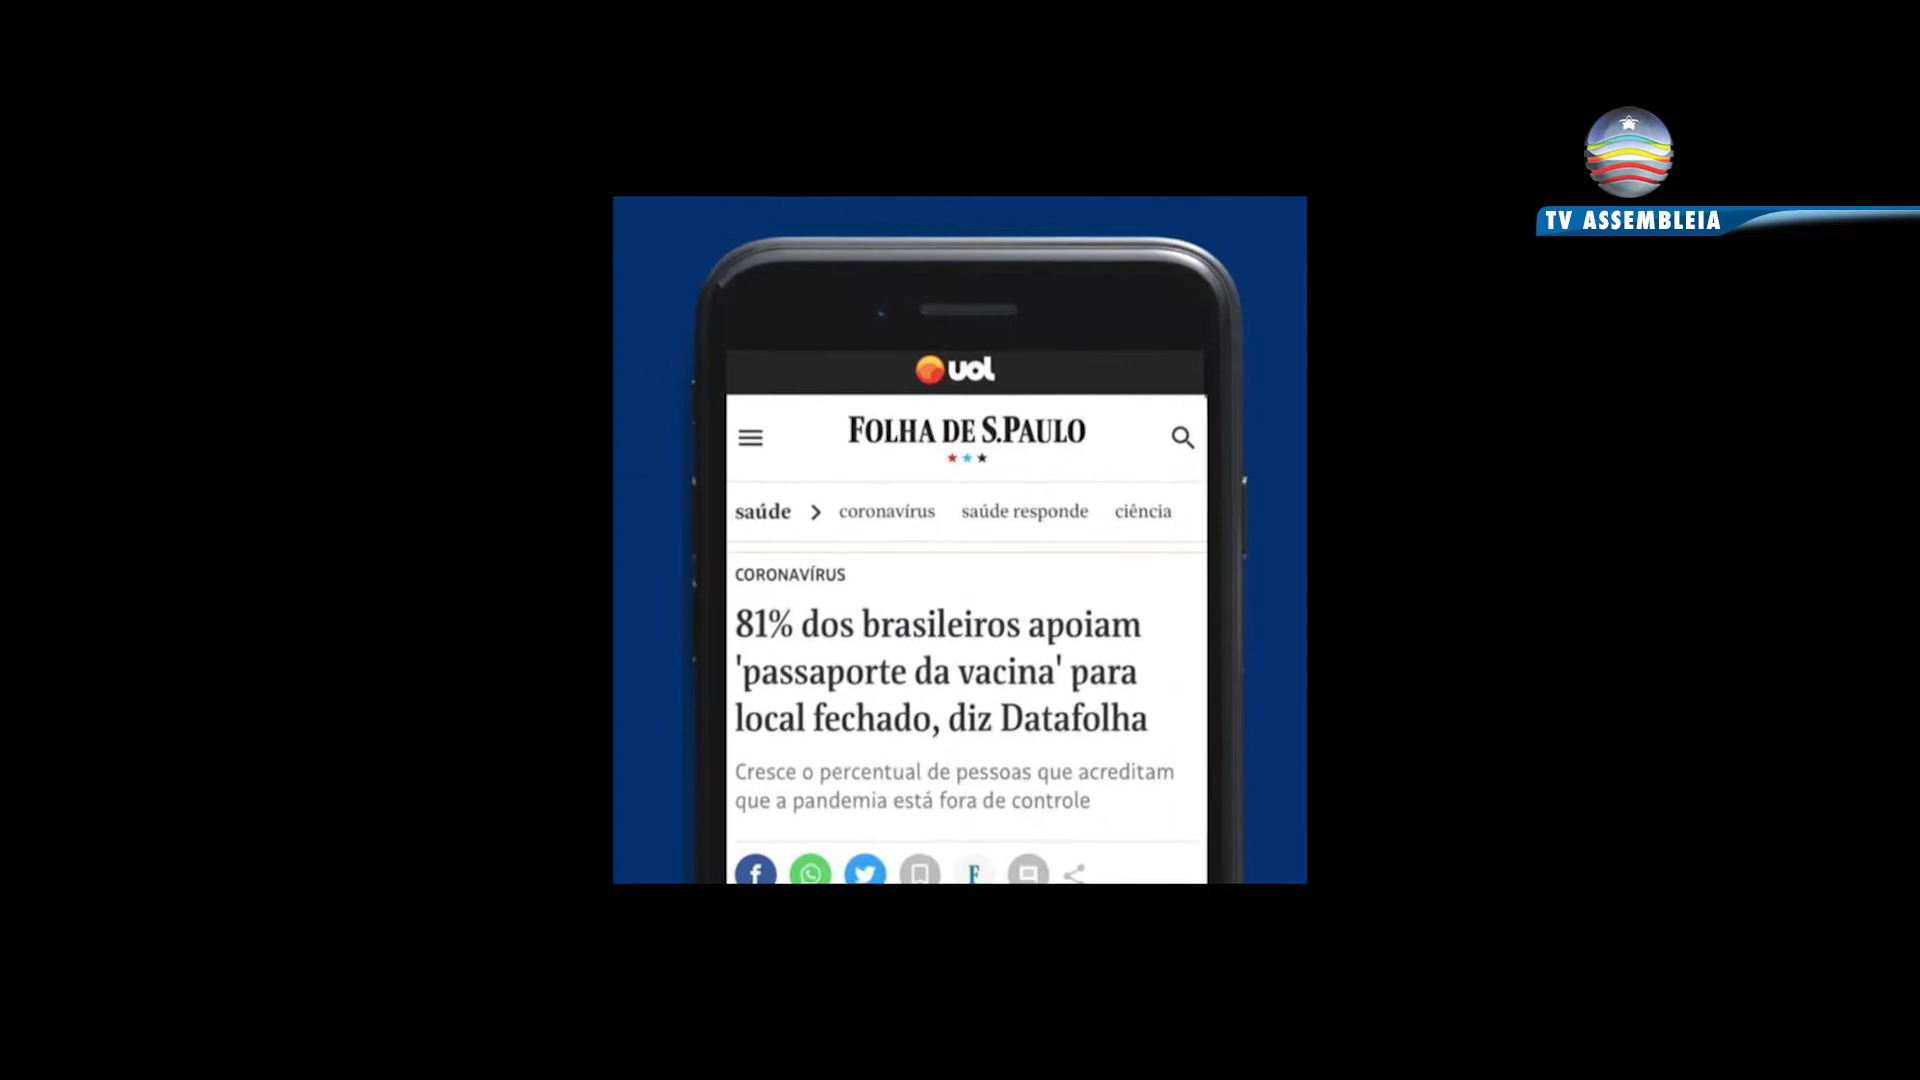 TV ASSEMBLEIA
uol
FOLHA DE S.PAULO
saúde
coronavírus
saúde responde
ciência
CORONAVÍRUS
81% dos brasileiros apoiam
'passaporte da vacina' para
local fechado, diz Datafolha
Cresce o percentual de pessoas que acreditam
que a pandemia está fora de controle
F